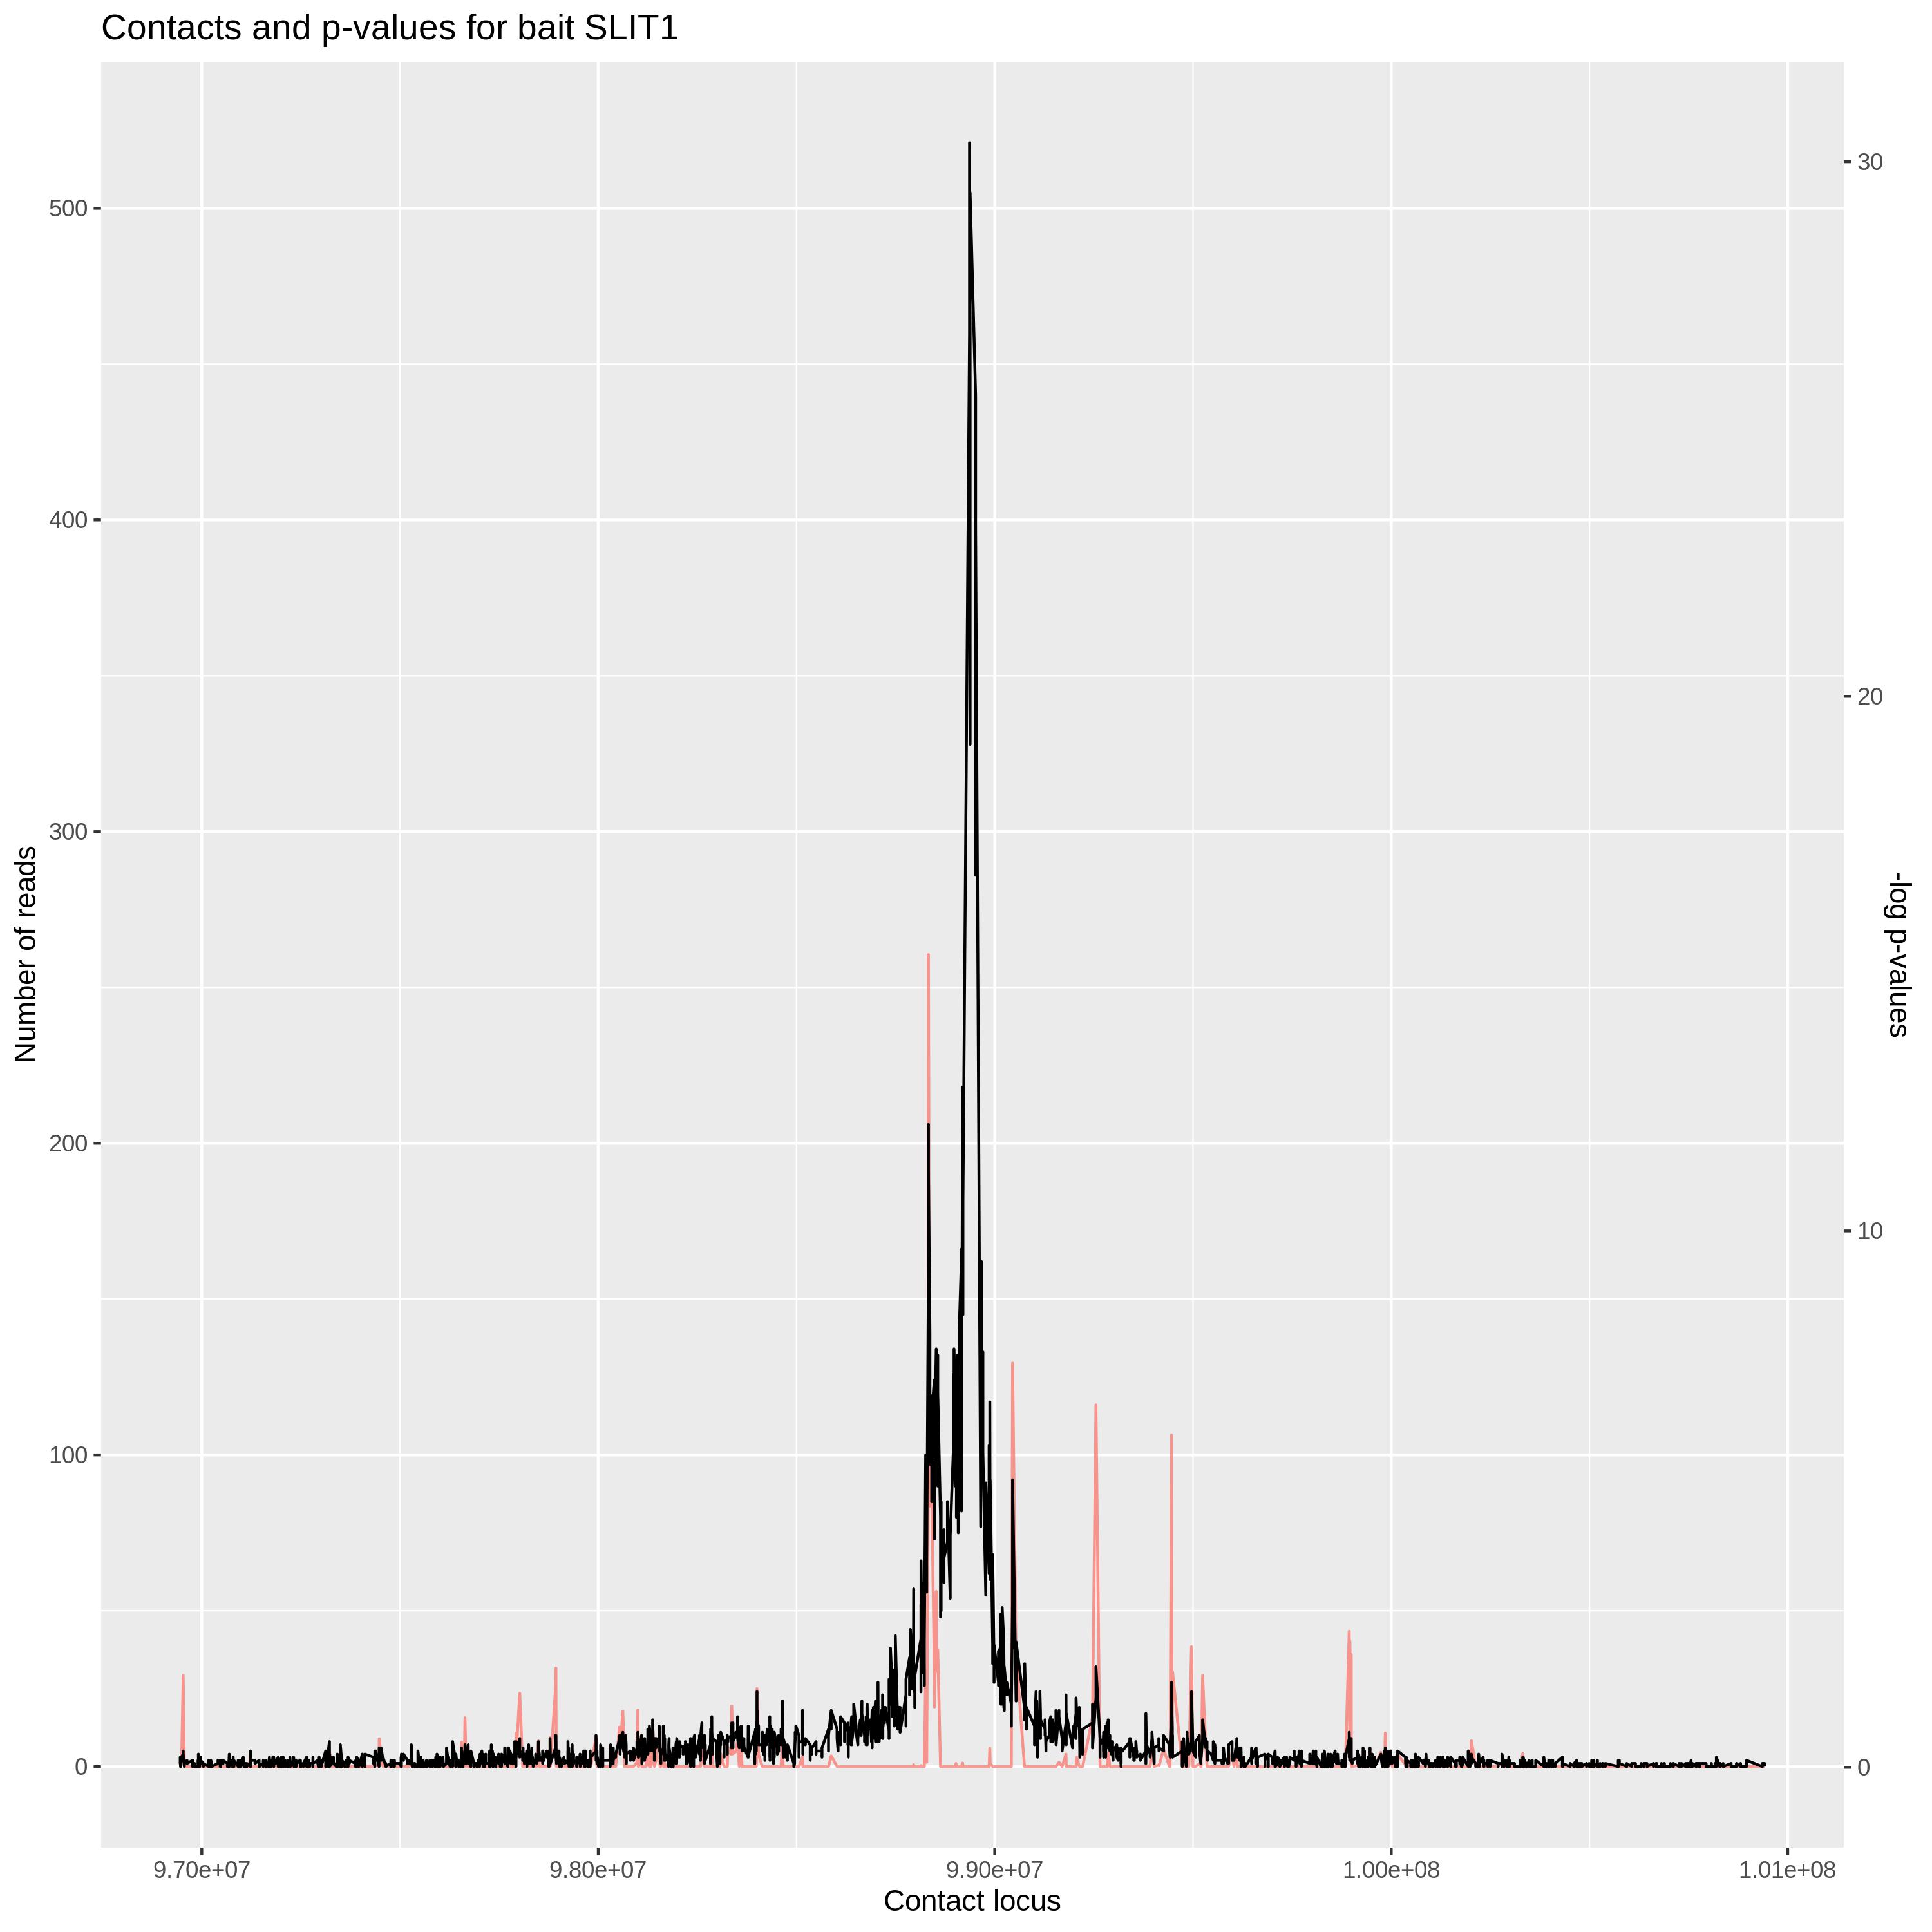 Contacts and p-values for bait SLIT1
Number of reads
500
400
300
200
100
0
30
20
10
0
-log p-values
9.70e+07
9.80e+07
9.90e+07
1.00e+08
1.01e+08
Contact locus